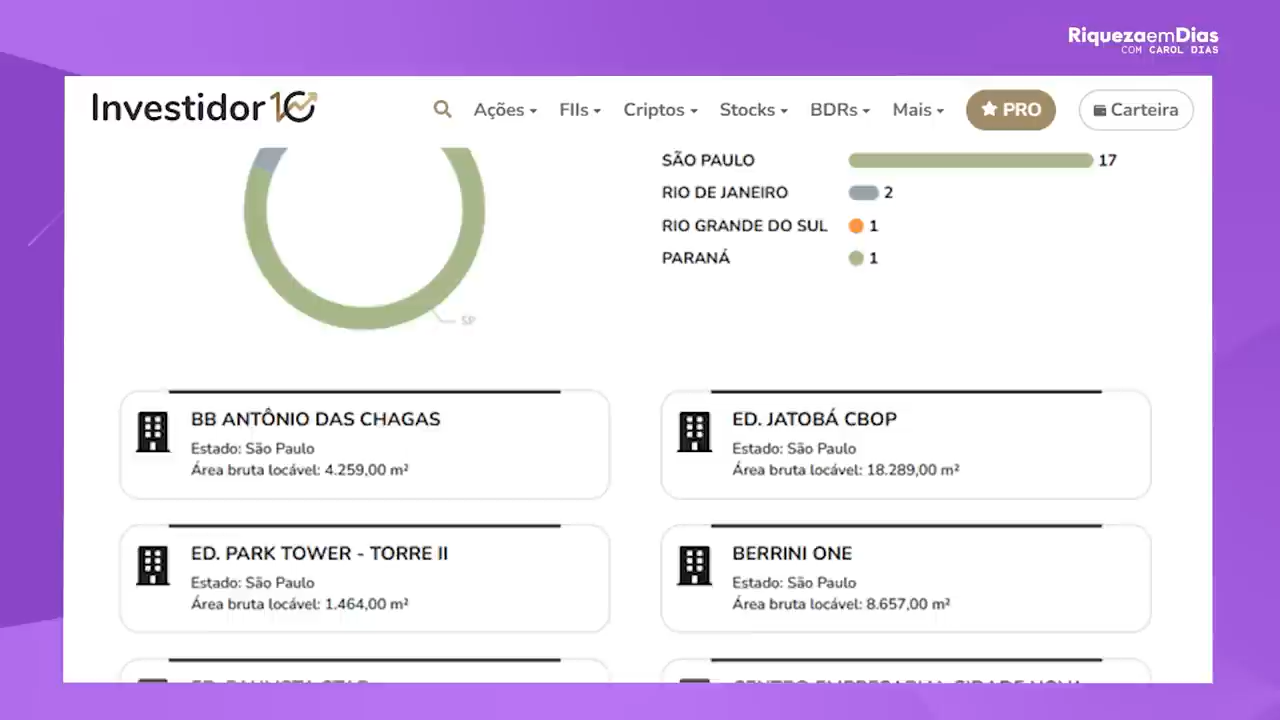 RiquezaemDias
COM CAROL DIAS
Investidor 10
Ações
FIIs
Criptos
Stocks
BDRs
Mais
PRO
Carteira
SÃO PAULO 17
RIO DE JANEIRO 2
RIO GRANDE DO SUL 1
PARANÁ 1
SP
BB ANTÔNIO DAS CHAGAS
Estado: São Paulo
Área bruta locável: 4.259,00 m²
ED. JATOBÁ CBOP
Estado: São Paulo
Área bruta locável: 18.289,00 m²
ED. PARK TOWER - TORRE II
Estado: São Paulo
Área bruta locável: 1.464,00 m²
BERRINI ONE
Estado: São Paulo
Área bruta locável: 8.657,00 m²